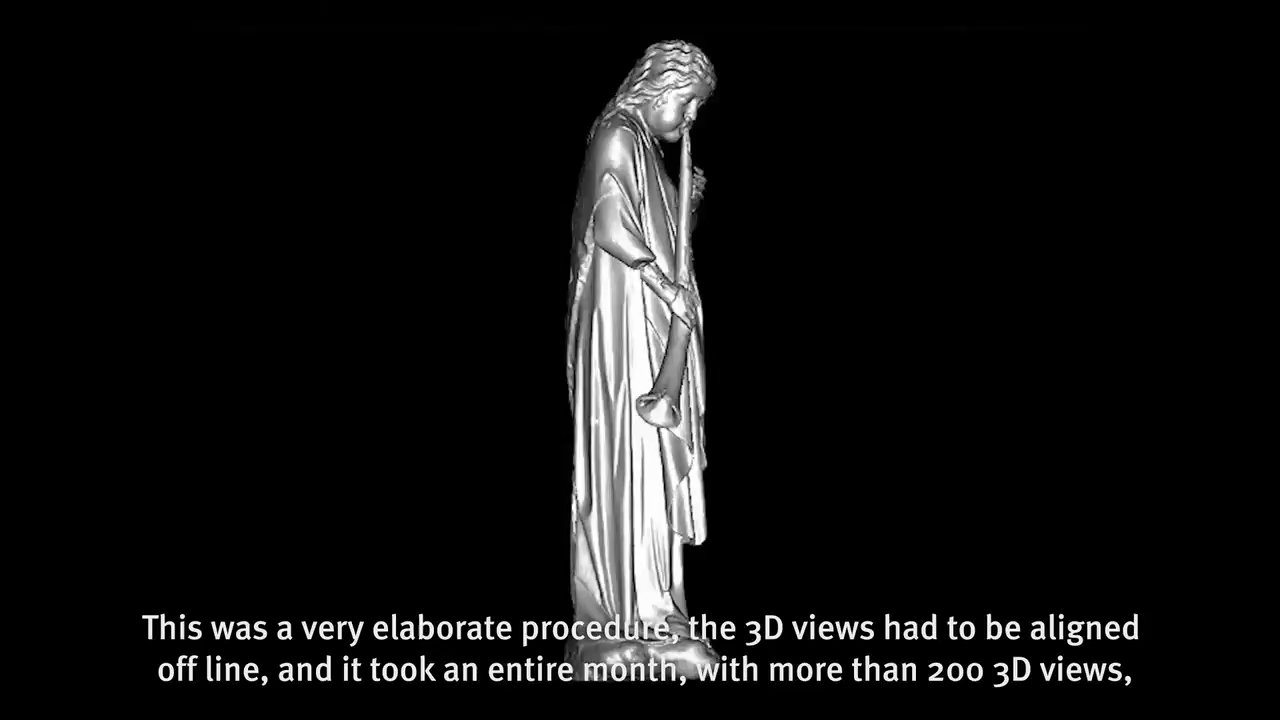 This was a very elaborate procedure, the 3D views had to be aligned
off line, and it took an entire month, with more than 200 3D views,